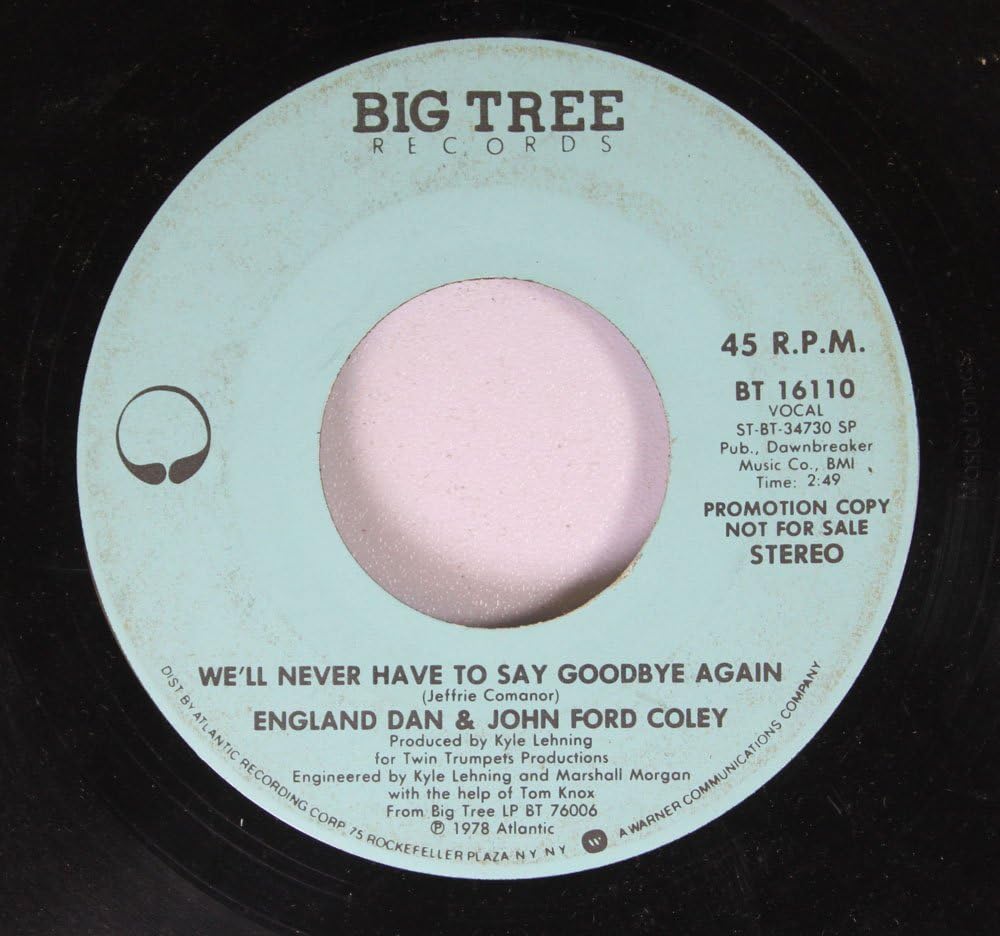 BIG TREE
RECORDS
45 R.P.M.
BT 16110
VOCAL
ST-BT-34730 SP
Pub., Dawnbreaker
Music Co., BMI
Time: 2:49
PROMOTION COPY
NOT FOR SALE
STEREO
WE'LL NEVER HAVE TO SAY GOODBYE AGAIN
(Jeffrie Comanor)
ENGLAND DAN & JOHN FORD COLEY
Produced by Kyle Lehning
for Twin Trumpets Productions
Engineered by Kyle Lehning and Marshall Morgan
with the help of Tom Knox
From Big Tree LP BT 76006
℗ 1978 Atlantic
DIST BY ATLANTIC RECORDING CORP. 75 ROCKEFELLER PLAZA NY NY W A WARNER COMMUNICATIONS COMPANY